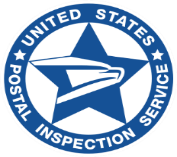 UNITED STATES
POSTAL INSPECTION SERVICE